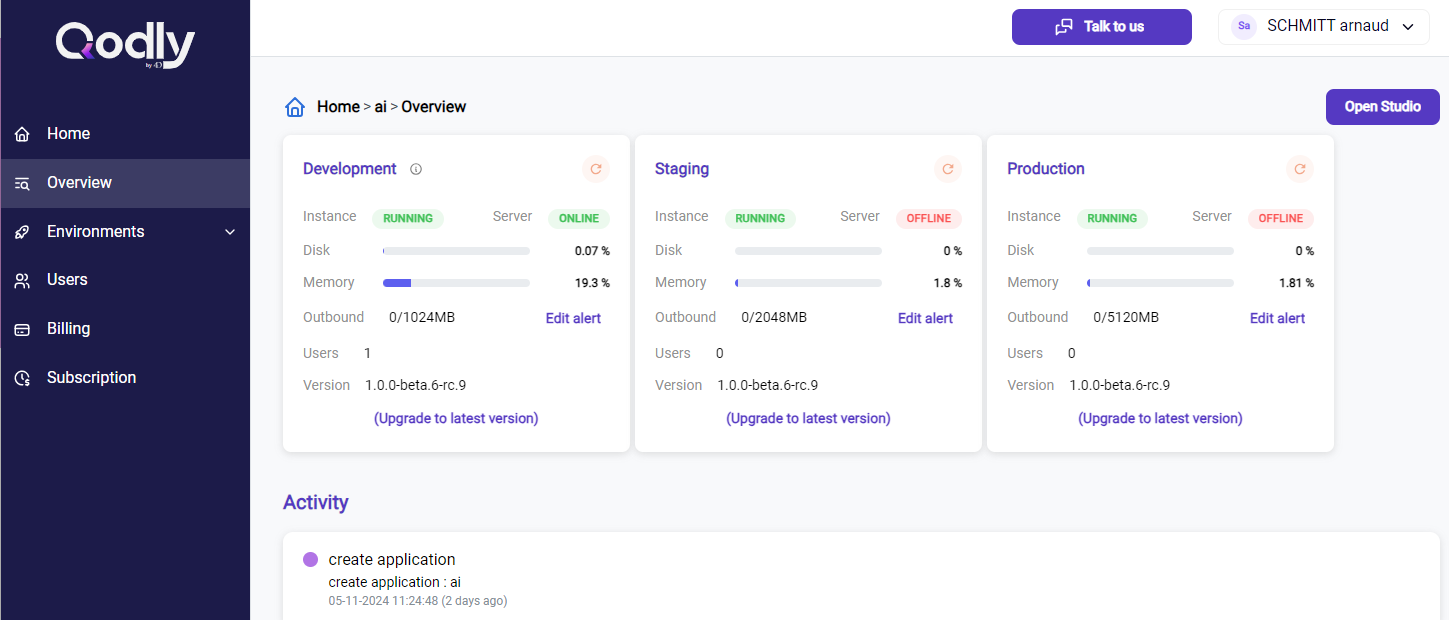 Qodly
by 4D
Talk to us
Sa SCHMITT arnaud
Home
Overview
Environments
Users
Billing
Subscription
Home > ai > Overview
Open Studio
Development
Instance RUNNING Server ONLINE
Disk 0.07 %
Memory 19.3 %
Outbound 0/1024MB Edit alert
Users 1
Version 1.0.0-beta.6-rc.9
(Upgrade to latest version)
Staging
Instance RUNNING Server OFFLINE
Disk 0 %
Memory 1.8 %
Outbound 0/2048MB Edit alert
Users 0
Version 1.0.0-beta.6-rc.9
(Upgrade to latest version)
Production
Instance RUNNING Server OFFLINE
Disk 0 %
Memory 1.81 %
Outbound 0/5120MB Edit alert
Users 0
Version 1.0.0-beta.6-rc.9
(Upgrade to latest version)
Activity
create application
create application : ai
05-11-2024 11:24:48 (2 days ago)